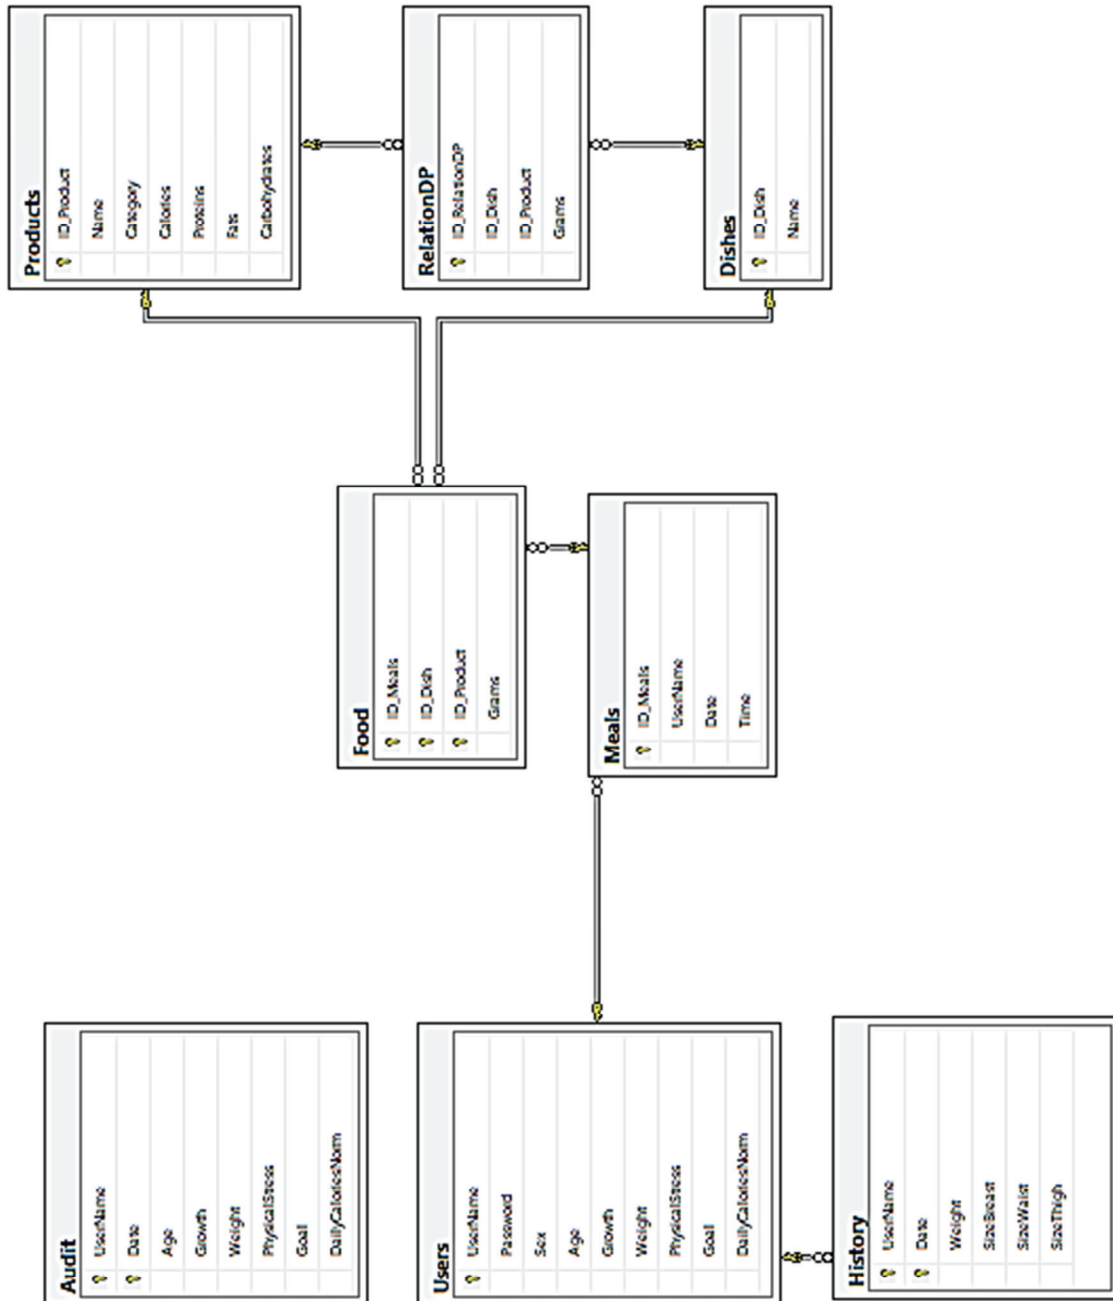 Audit
UserName
Date
Age
Growth
Weight
PhysicalStress
Goal
DailyCaloriesNorm
Users
UserName
Password
Sex
Age
Growth
Weight
PhysicalStress
Goal
DailyCaloriesNorm
History
UserName
Date
Weight
SizeBreast
SizeWaist
SizeThigh
Food
ID_Meals
ID_Dish
ID_Product
Grams
Meals
ID_Meals
UserName
Date
Time
Products
ID_Product
Name
Category
Calories
Proteins
Fats
Carbohydrates
RelationDP
ID_RelationDP
ID_Dish
ID_Product
Grams
Dishes
ID_Dish
Name